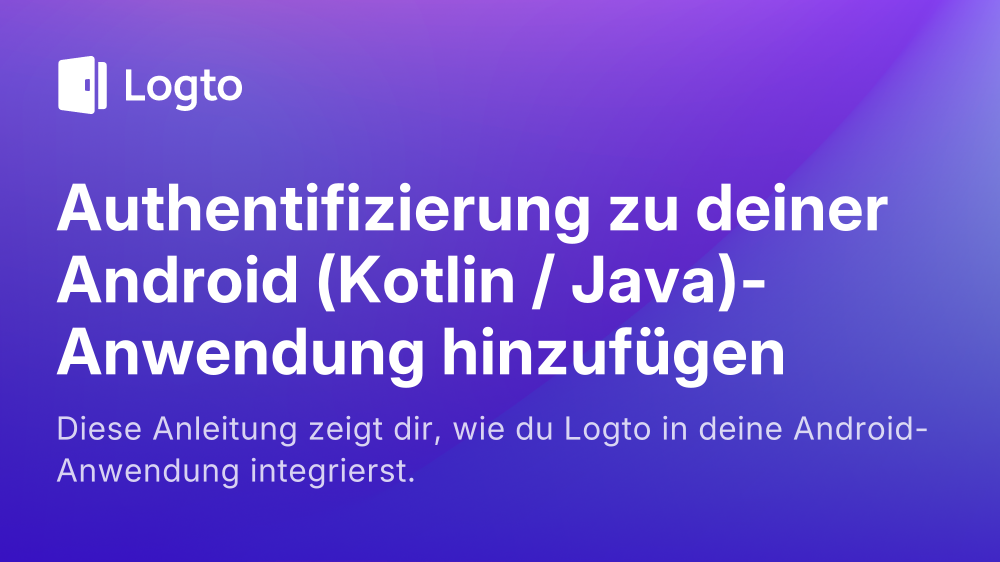 Logto
Authentifizierung zu deiner
Android (Kotlin / Java)-
Anwendung hinzufügen
Diese Anleitung zeigt dir, wie du Logto in deine Android-
Anwendung integrierst.